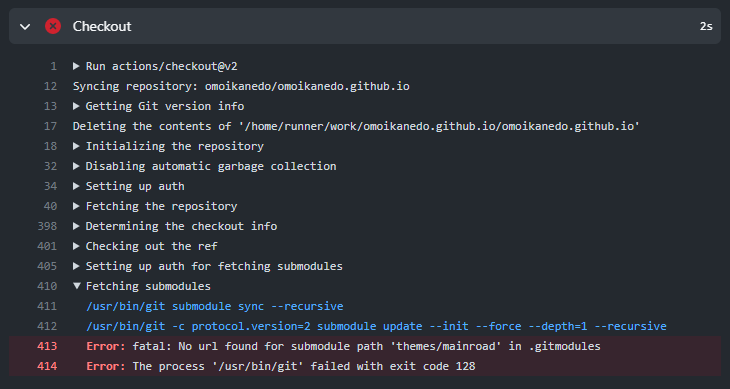 Checkout 2s
1 Run actions/checkout@v2
12 Syncing repository: omoikanedo/omoikanedo.github.io
13 Getting Git version info
17 Deleting the contents of '/home/runner/work/omoikanedo.github.io/omoikanedo.github.io'
18 Initializing the repository
32 Disabling automatic garbage collection
34 Setting up auth
40 Fetching the repository
398 Determining the checkout info
401 Checking out the ref
405 Setting up auth for fetching submodules
410 Fetching submodules
411 /usr/bin/git submodule sync --recursive
412 /usr/bin/git -c protocol.version=2 submodule update --init --force --depth=1 --recursive
413 Error: fatal: No url found for submodule path 'themes/mainroad' in .gitmodules
414 Error: The process '/usr/bin/git' failed with exit code 128